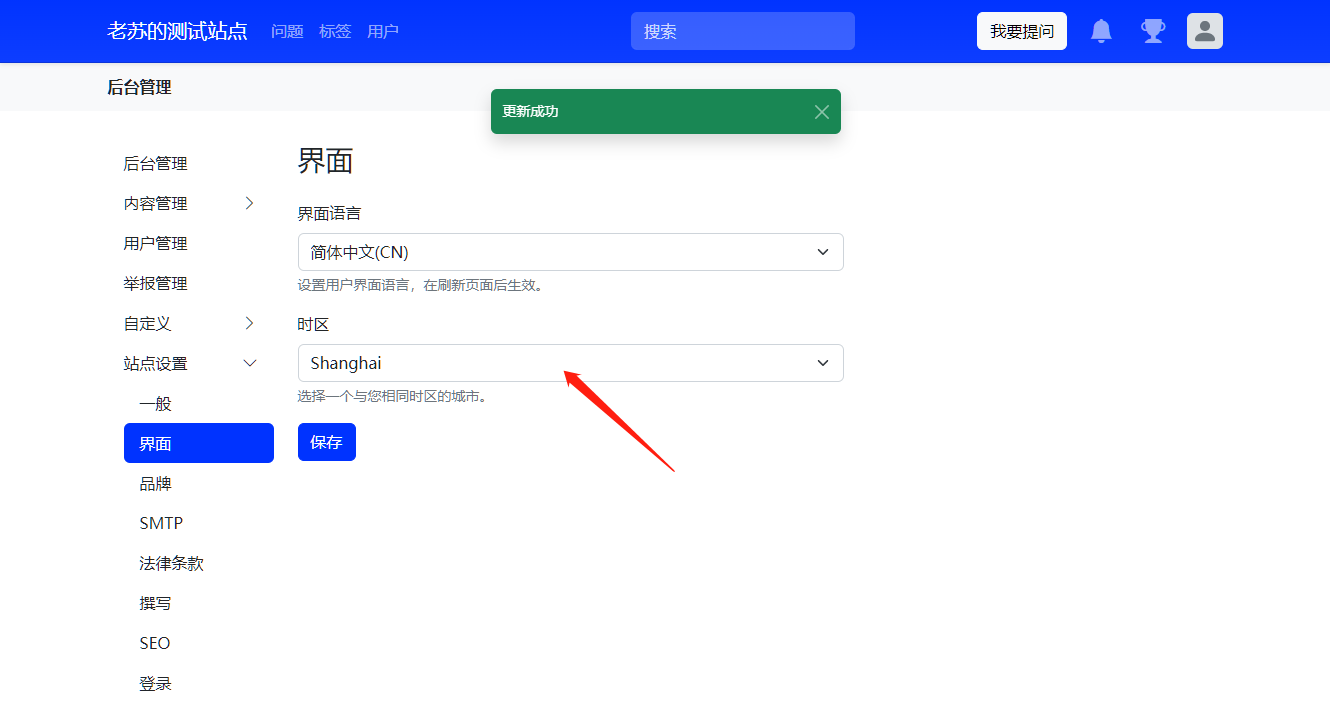 老苏的测试站点 问题 标签 用户 搜索 我要提问
后台管理
更新成功
后台管理
内容管理
用户管理
举报管理
自定义
站点设置
一般
界面
品牌
SMTP
法律条款
撰写
SEO
登录
界面
界面语言
简体中文(CN)
设置用户界面语言，在刷新页面后生效。
时区
Shanghai
选择一个与您相同时区的城市。
保存